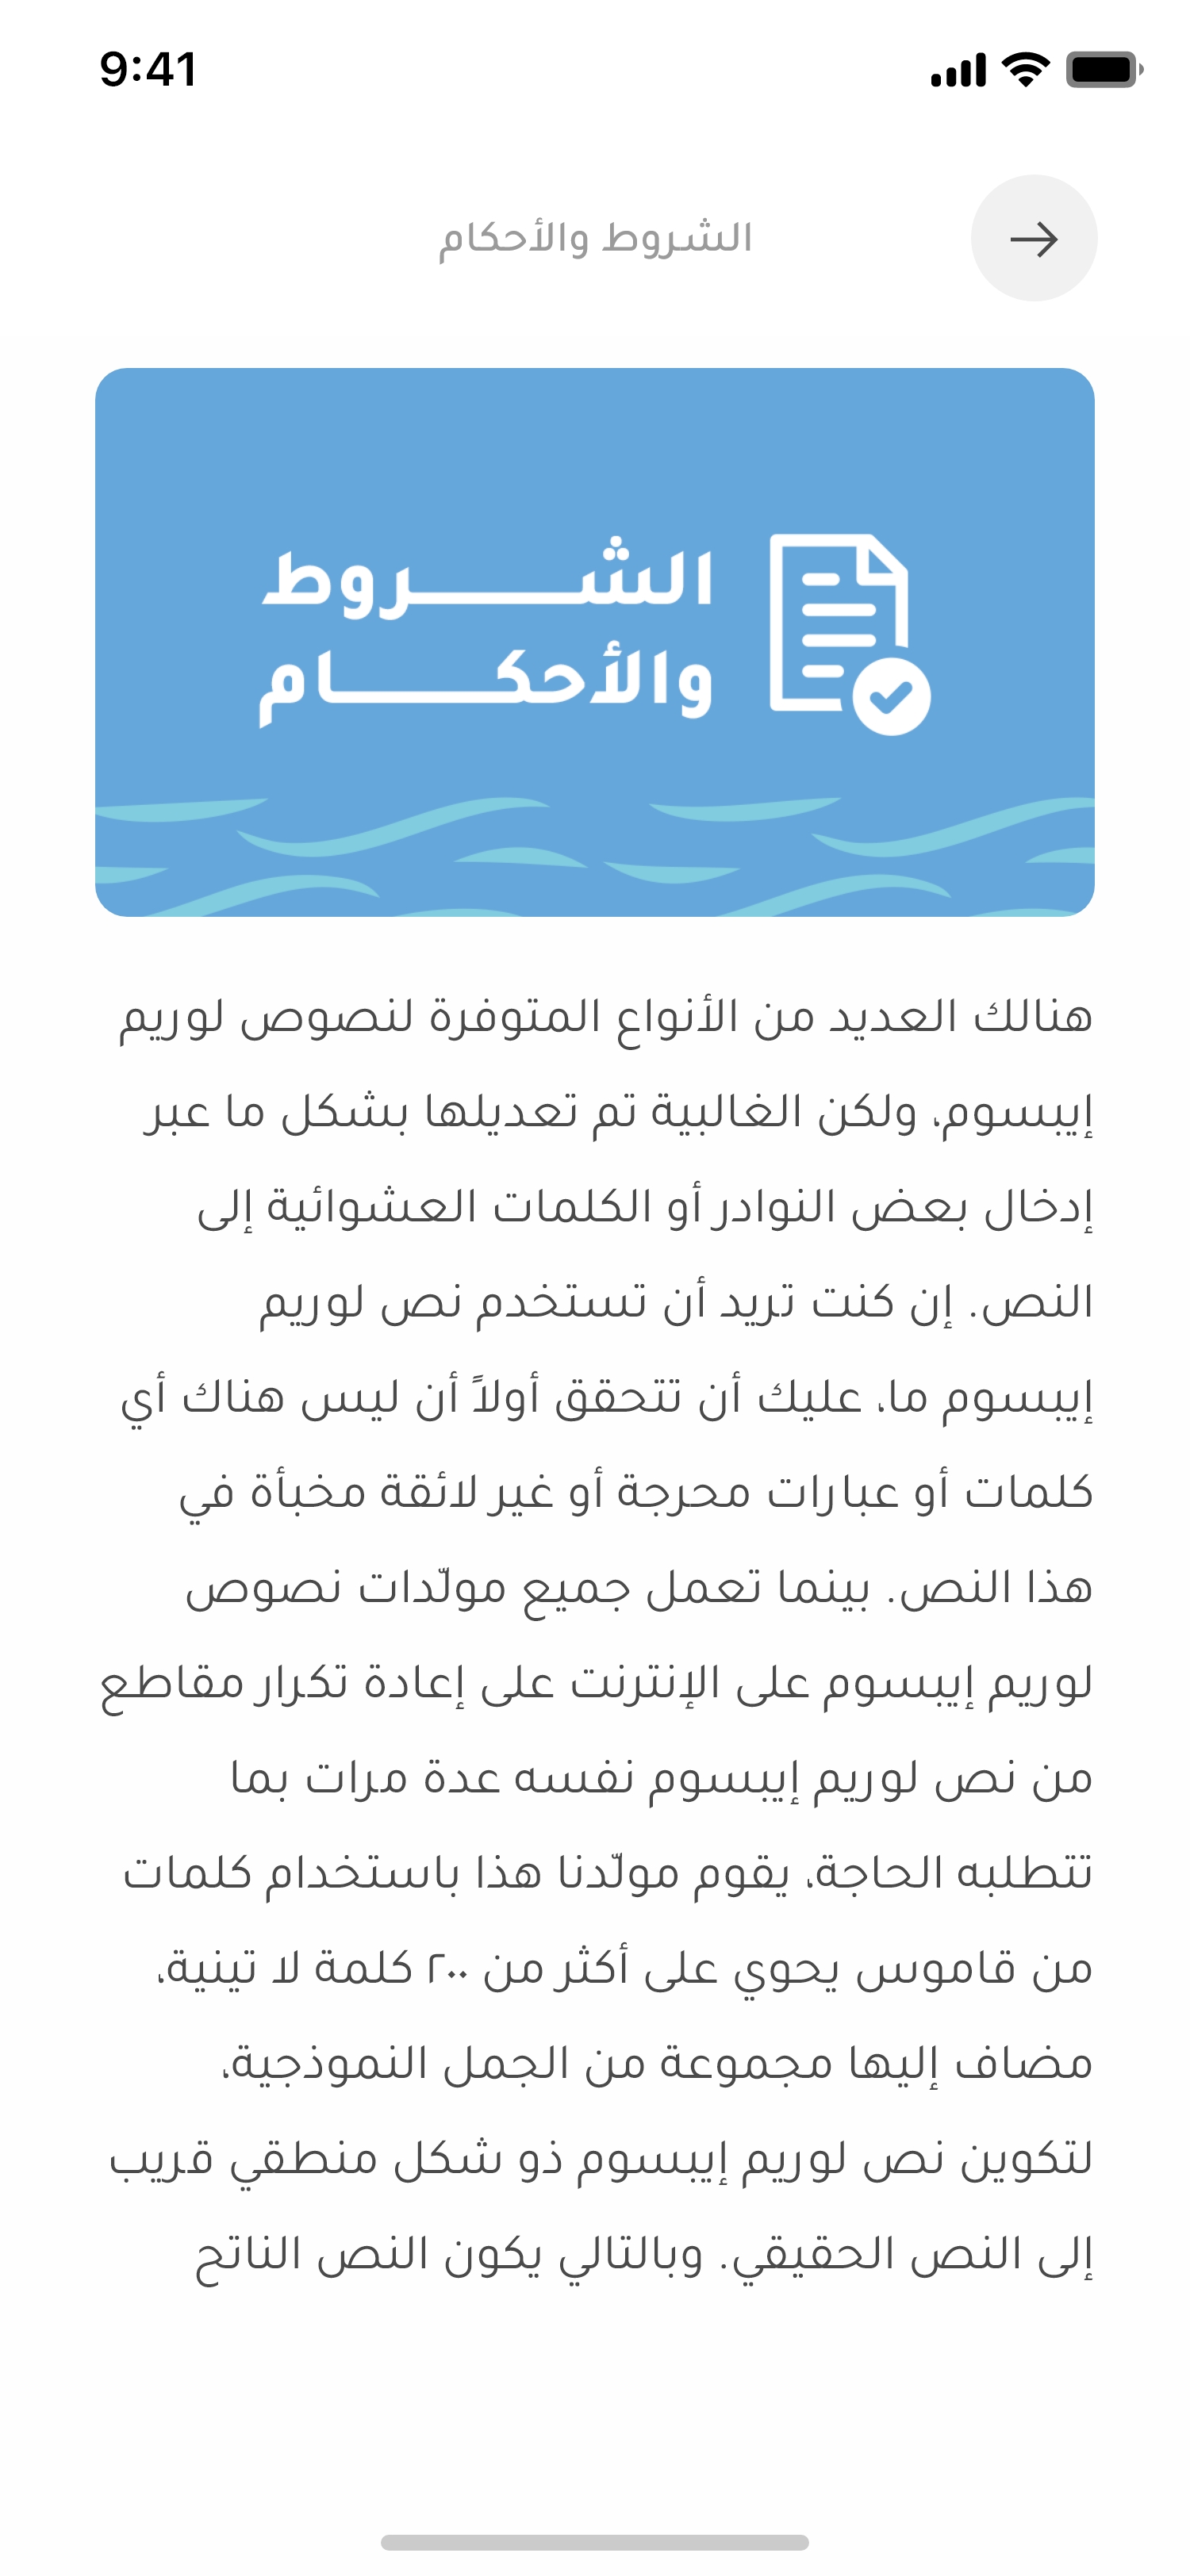 9:41
الشروط والأحكام
الشـــــــروط
والأحكـــــــام
هنالك العديد من الأنواع المتوفرة لنصوص لوريم
إيبسوم، ولكن الغالبية تم تعديلها بشكل ما عبر
إدخال بعض النوادر أو الكلمات العشوائية إلى
النص. إن كنت تريد أن تستخدم نص لوريم
إيبسوم ما، عليك أن تتحقق أولاً أن ليس هناك أي
كلمات أو عبارات محرجة أو غير لائقة مخبأة في
هذا النص. بينما تعمل جميع مولّدات نصوص
لوريم إيبسوم على الإنترنت على إعادة تكرار مقاطع
من نص لوريم إيبسوم نفسه عدة مرات بما
تتطلبه الحاجة، يقوم مولّدنا هذا باستخدام كلمات
من قاموس يحوي على أكثر من ٢٠٠ كلمة لا تينية،
مضاف إليها مجموعة من الجمل النموذجية،
لتكوين نص لوريم إيبسوم ذو شكل منطقي قريب
إلى النص الحقيقي. وبالتالي يكون النص الناتح